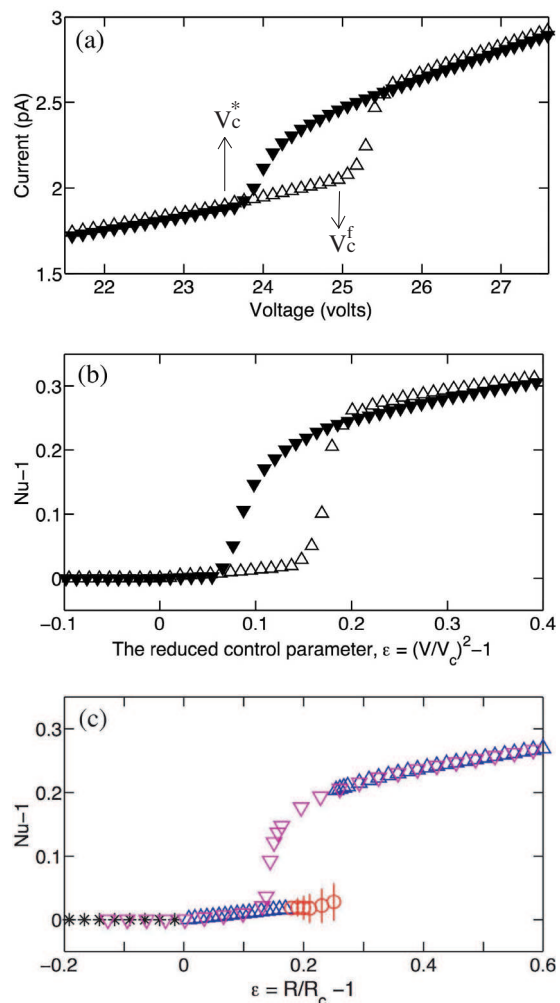 (a)
3
2.5
2
1.5
Current (pA)
V*c
Vfc
22 23 24 25 26 27
Voltage (volts)
(b)
0.3
0.2
0.1
0
Nu−1
−0.1 0 0.1 0.2 0.3 0.4
The reduced control parameter, ε = (V/Vc)²−1
(c)
0.3
0.2
0.1
0
Nu−1
−0.2 0 0.2 0.4 0.6
ε = R/Rc −1